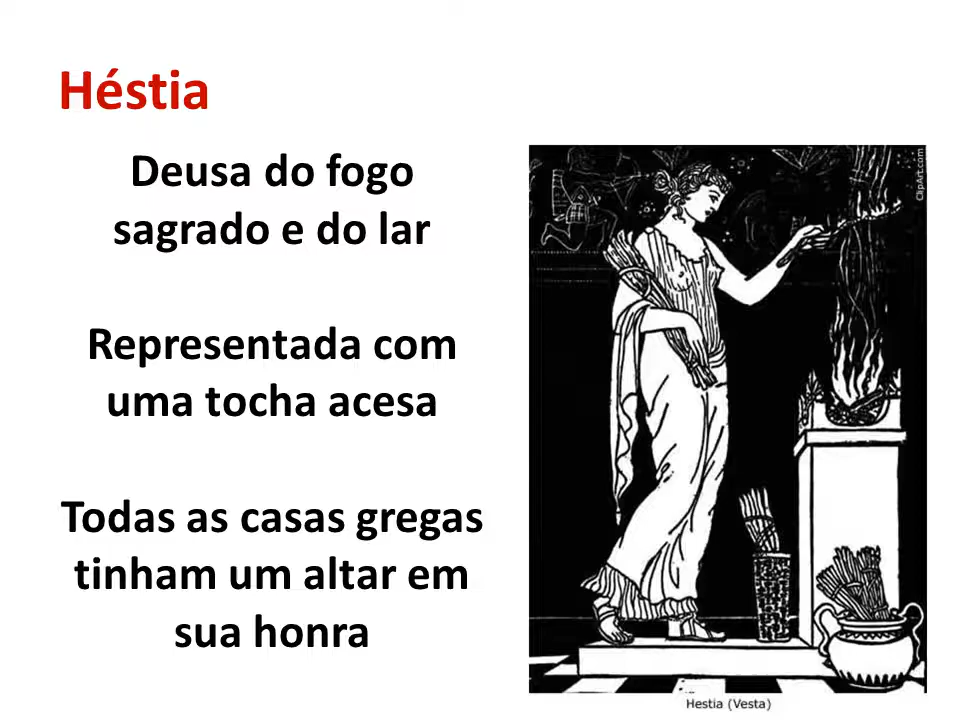 Héstia
Deusa do fogo
sagrado e do lar
Representada com
uma tocha acesa
Todas as casas gregas
tinham um altar em
sua honra
ClipArt.com
Hestia (Vesta)